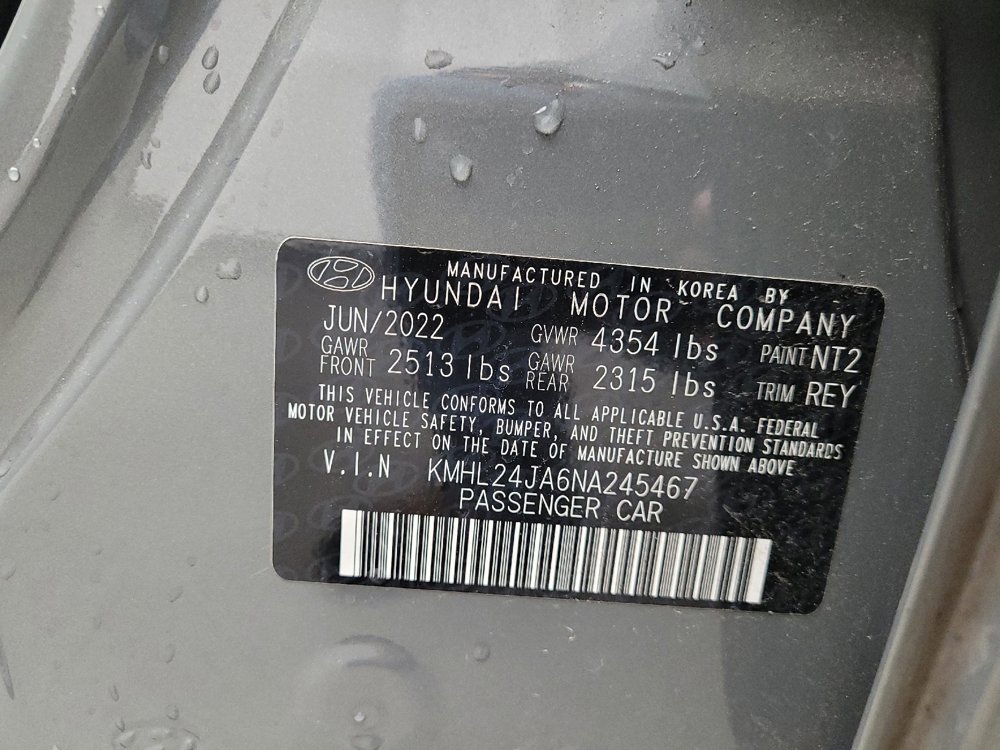 MANUFACTURED IN KOREA BY
HYUNDAI MOTOR COMPANY
JUN/2022 GVWR 4354 lbs PAINT NT2
GAWR FRONT 2513 lbs GAWR REAR 2315 lbs TRIM REY
THIS VEHICLE CONFORMS TO ALL APPLICABLE U.S.A. FEDERAL
MOTOR VEHICLE SAFETY, BUMPER, AND THEFT PREVENTION STANDARDS
IN EFFECT ON THE DATE OF MANUFACTURE SHOWN ABOVE
V.I.N KMHL24JA6NA245467
PASSENGER CAR